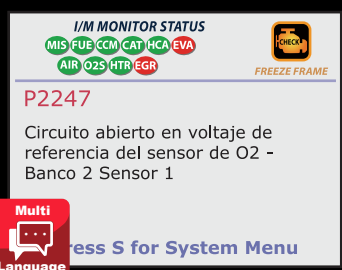 I/M MONITOR STATUS
MIS FUE CCM CAT HCA EVA
AIR O2S HTR EGR
CHECK
FREEZE FRAME
P2247
Circuito abierto en voltaje de
referencia del sensor de O2 -
Banco 2 Sensor 1
Multi
Language
ress S for System Menu